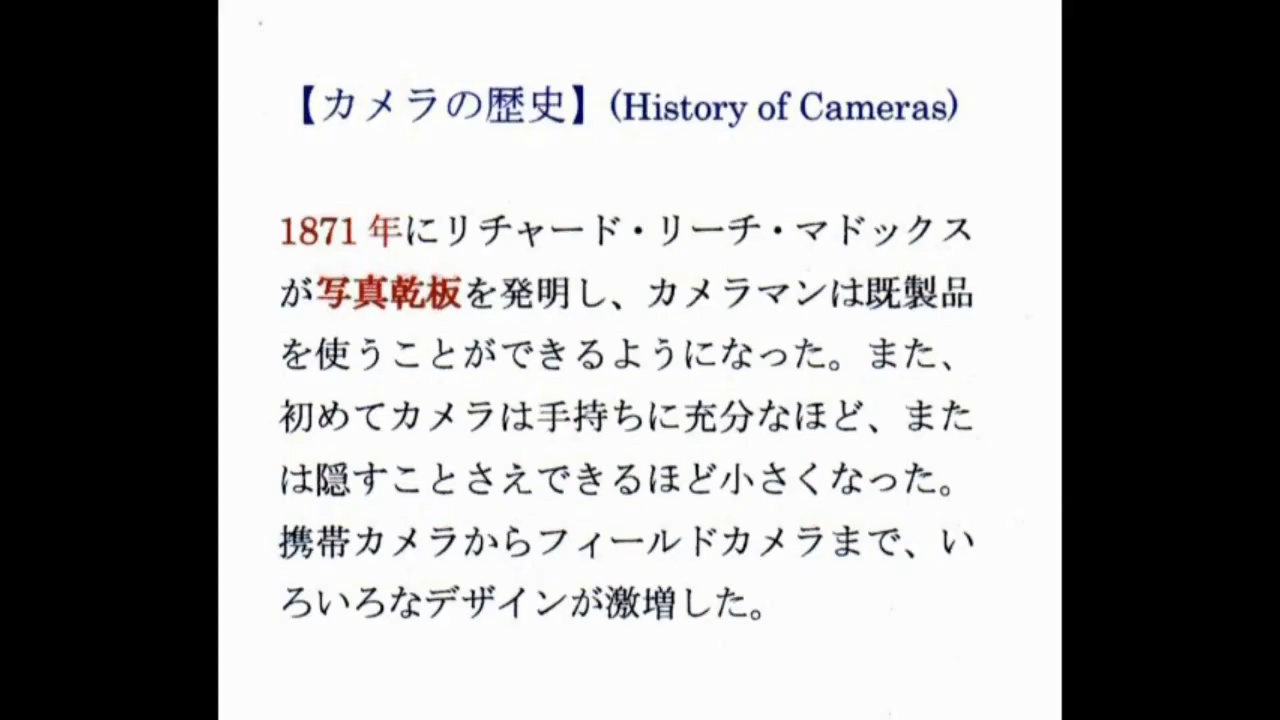 【カメラの歴史】(History of Cameras)
1871 年にリチャード・リーチ・マドックス
が写真乾板を発明し、カメラマンは既製品
を使うことができるようになった。また、
初めてカメラは手持ちに充分なほど、また
は隠すことさえできるほど小さくなった。
携帯カメラからフィールドカメラまで、い
ろいろなデザインが激増した。